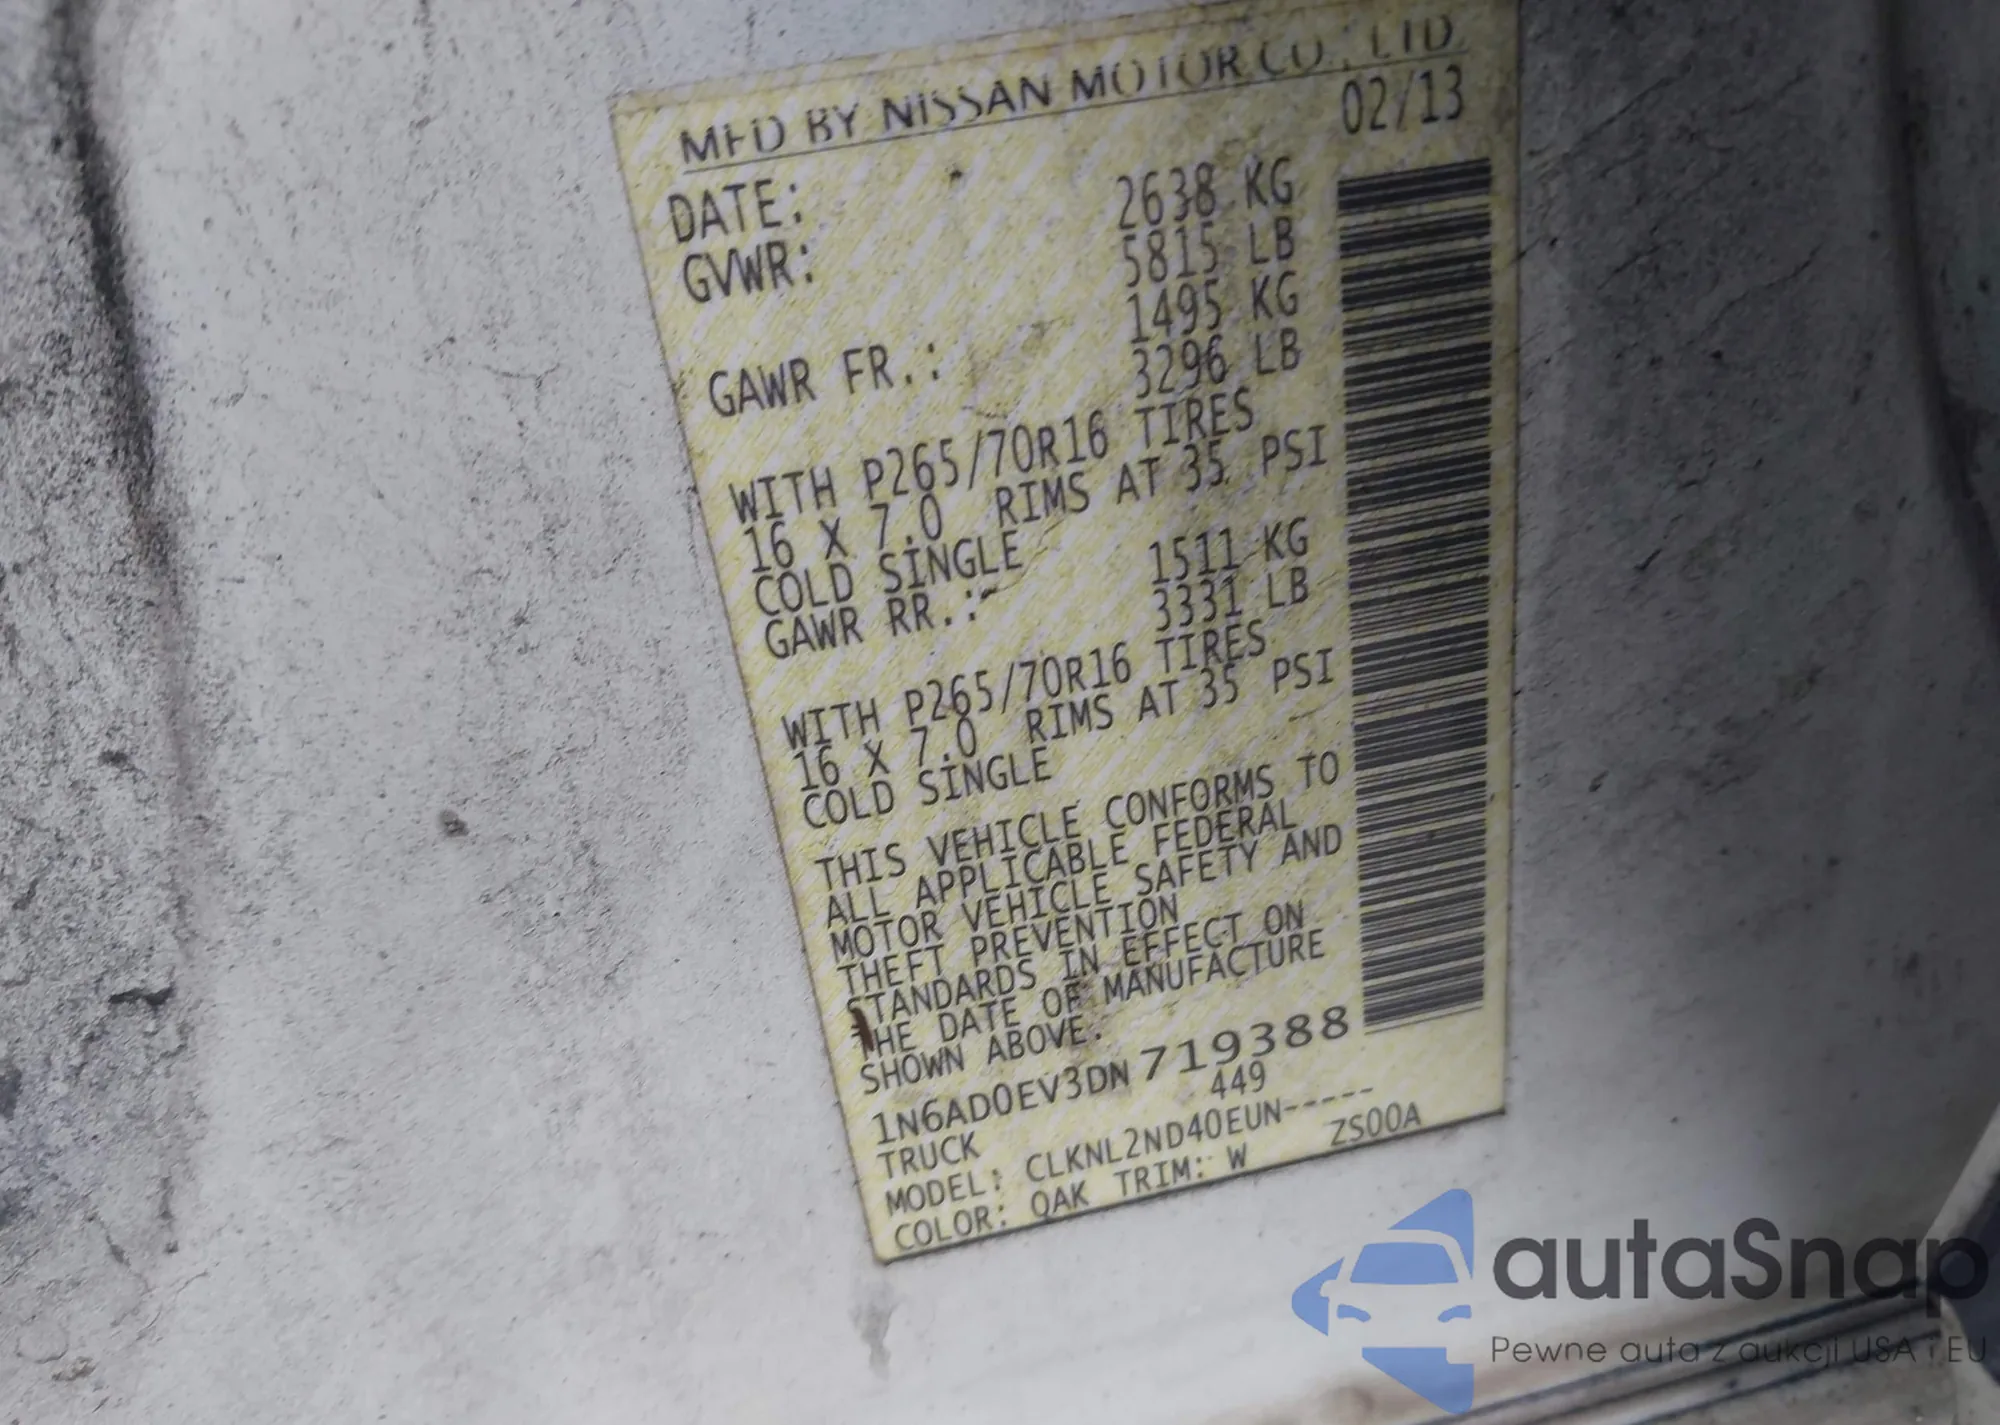 MFD BY NISSAN MOTOR CO., LTD.
DATE: 02/13
GVWR: 2638 KG
5815 LB
GAWR FR.: 1495 KG
3296 LB
WITH P265/70R16 TIRES
16 X 7.0 RIMS AT 35 PSI
COLD SINGLE
GAWR RR.: 1511 KG
3331 LB
WITH P265/70R16 TIRES
16 X 7.0 RIMS AT 35 PSI
COLD SINGLE
THIS VEHICLE CONFORMS TO
ALL APPLICABLE FEDERAL
MOTOR VEHICLE SAFETY AND
THEFT PREVENTION
STANDARDS IN EFFECT ON
THE DATE OF MANUFACTURE
SHOWN ABOVE.
1N6AD0EV3DN719388
TRUCK 449
MODEL: CLKNL2ND40EUN-----
COLOR: QAK TRIM: W ZS00A
autaSnap
Pewne auta z aukcji USA i EU